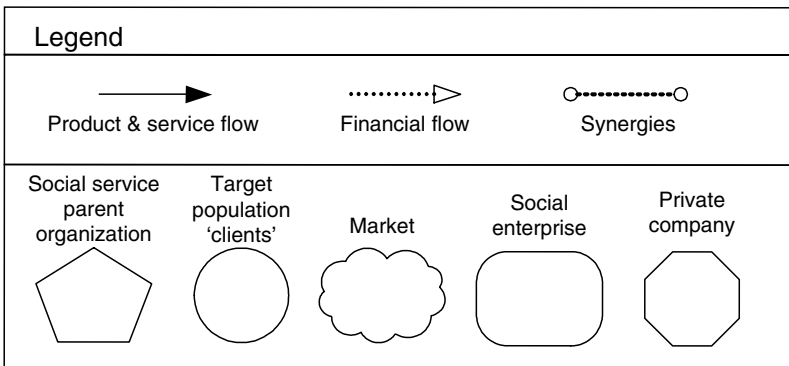 Legend
Product & service flow
Financial flow
Synergies
Social service
parent
organization
Target
population
‘clients’
Market
Social
enterprise
Private
company